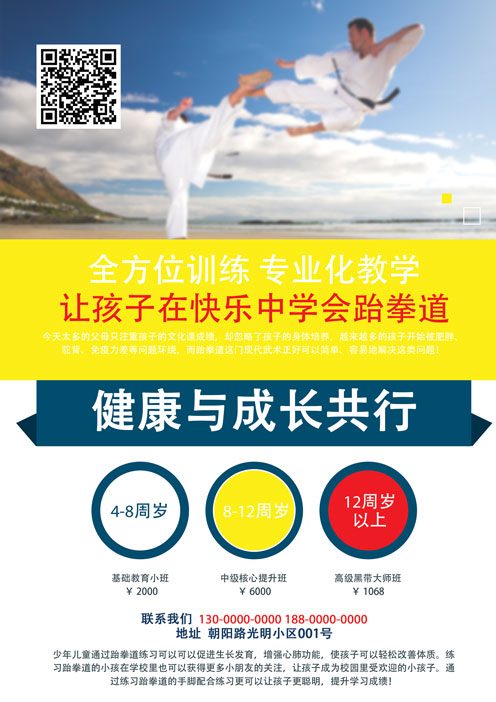 全方位训练 专业化教学
让孩子在快乐中学会跆拳道
今天太多的父母只注重孩子的文化课成绩，却忽略了孩子的身体培养。越来越多的孩子开始被肥胖、
驼背、免疫力差等问题环绕，而跆拳道这门现代武术正好可以简单、容易地解决这类问题！
健康与成长共行
4-8周岁
8-12周岁
12周岁
以上
基础教育小班
¥ 2000
中级核心提升班
¥ 6000
高级黑带大师班
¥ 1068
联系我们 130-0000-0000 188-0000-0000
地址 朝阳路光明小区001号
少年儿童通过跆拳道练习可以可以促进生长发育，增强心肺功能，使孩子可以轻松改善体质。练
习跆拳道的小孩在学校里也可以获得更多小朋友的关注，让孩子成为校园里受欢迎的小孩子。通
过练习跆拳道的手脚配合练习更可以让孩子更聪明，提升学习成绩！